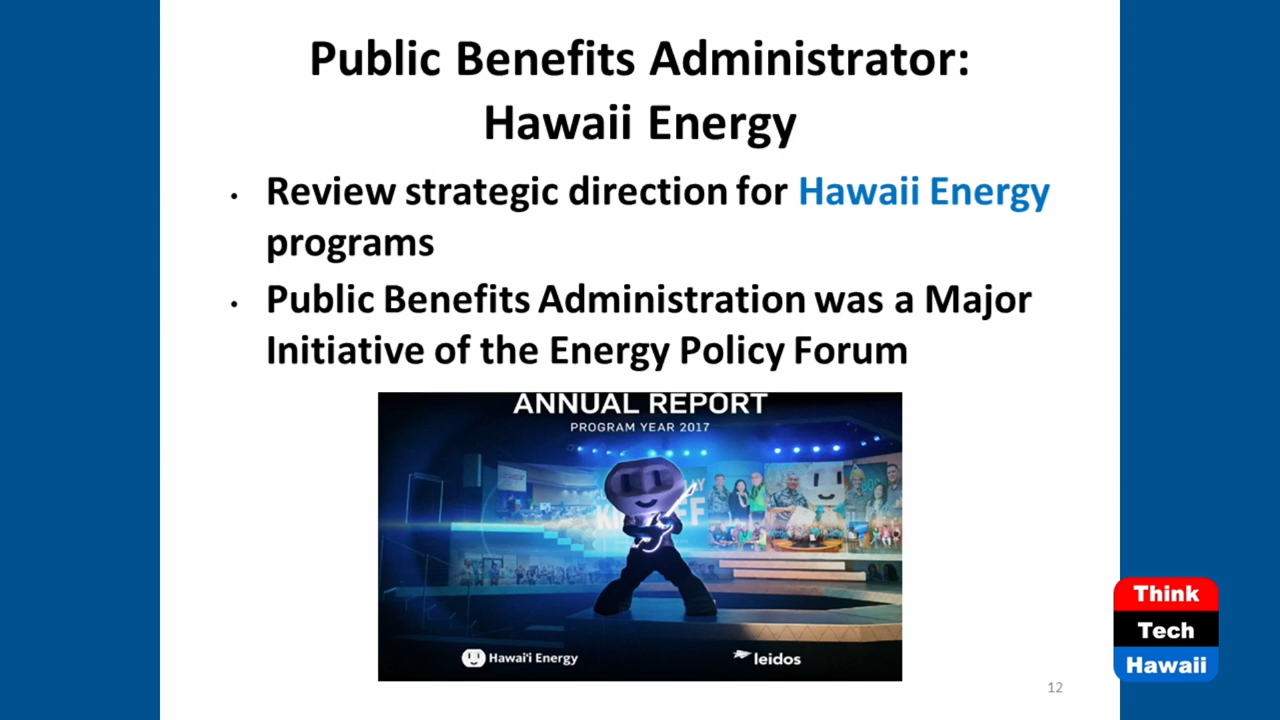 Public Benefits Administrator:
Hawaii Energy
• Review strategic direction for Hawaii Energy
programs
• Public Benefits Administration was a Major
Initiative of the Energy Policy Forum
ANNUAL REPORT
PROGRAM YEAR 2017
Hawai'i Energy
leidos
12
Think
Tech
Hawaii